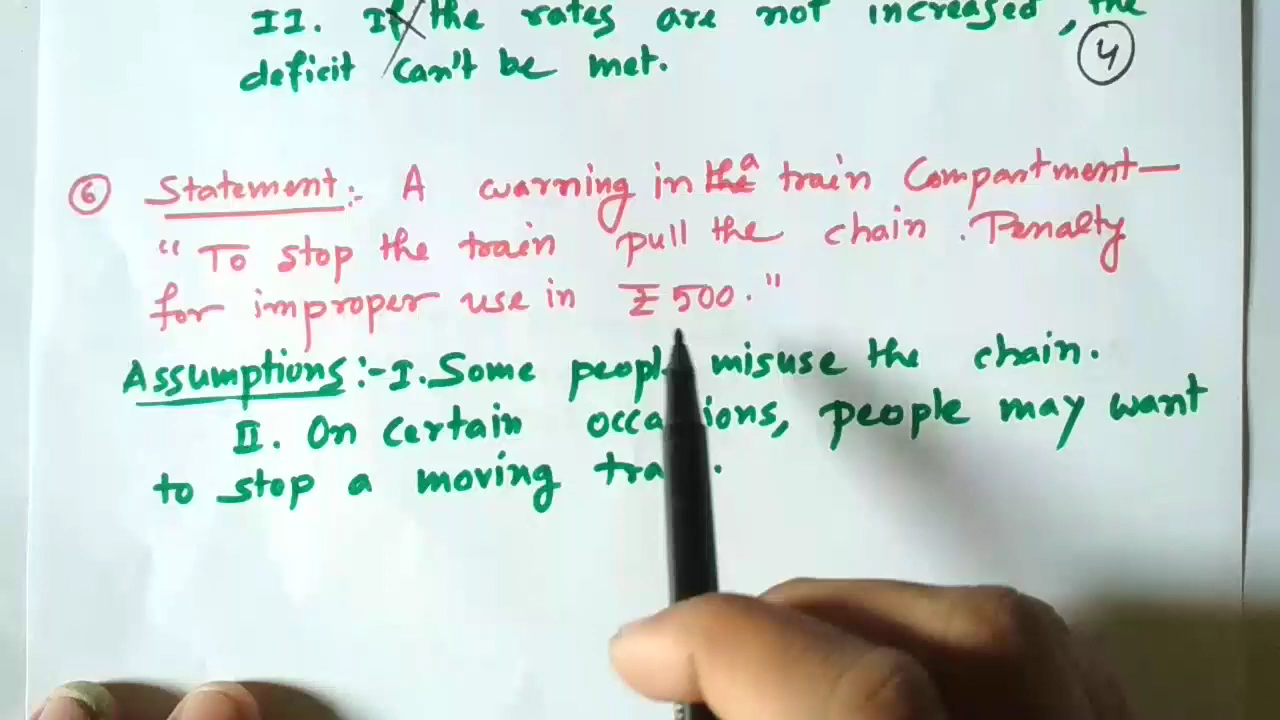 II. If the rates are not increased, the
deficit can't be met.
4
6 Statement:- A warning in the a train Compartment—
"To stop the train pull the chain. Penalty
for improper use in ₹500."
Assumptions:- I. Some people misuse the chain.
II. On certain occasions, people may want
to stop a moving train.